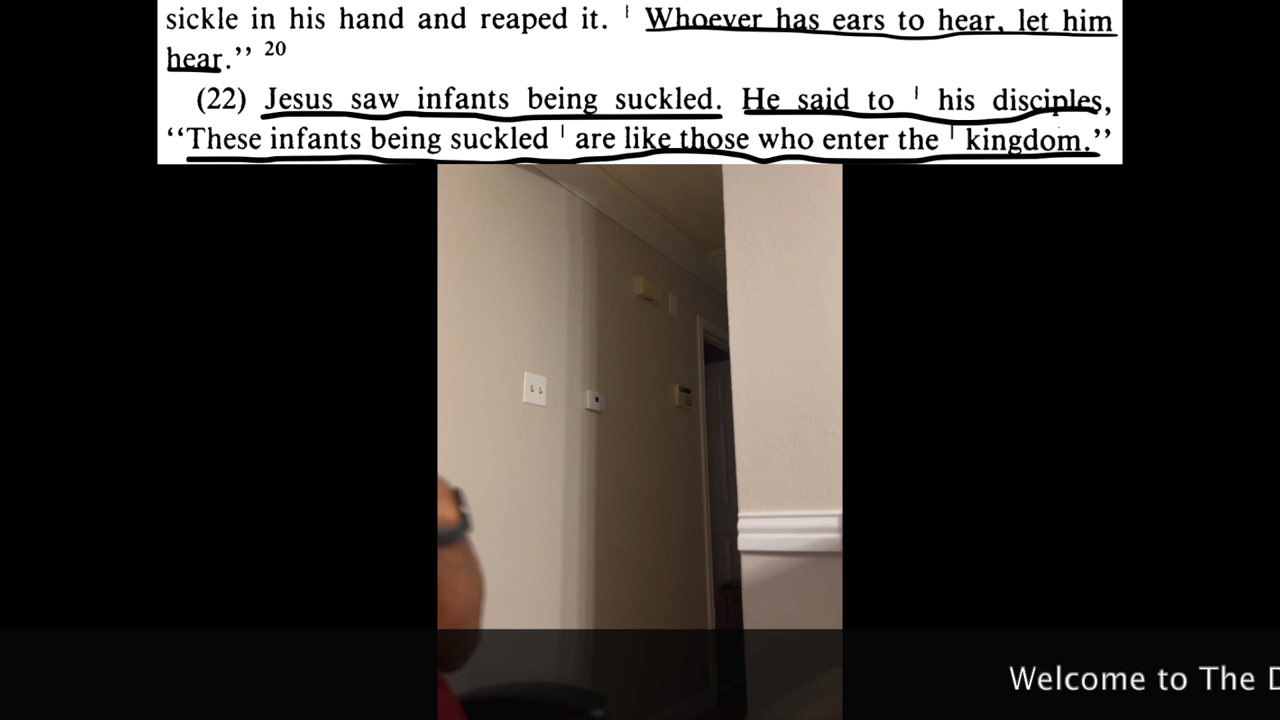 sickle in his hand and reaped it. ' Whoever has ears to hear, let him
hear.’’ 20
(22) Jesus saw infants being suckled. He said to ' his disciples,
‘‘These infants being suckled ' are like those who enter the ' kingdom.’’
Welcome to The D